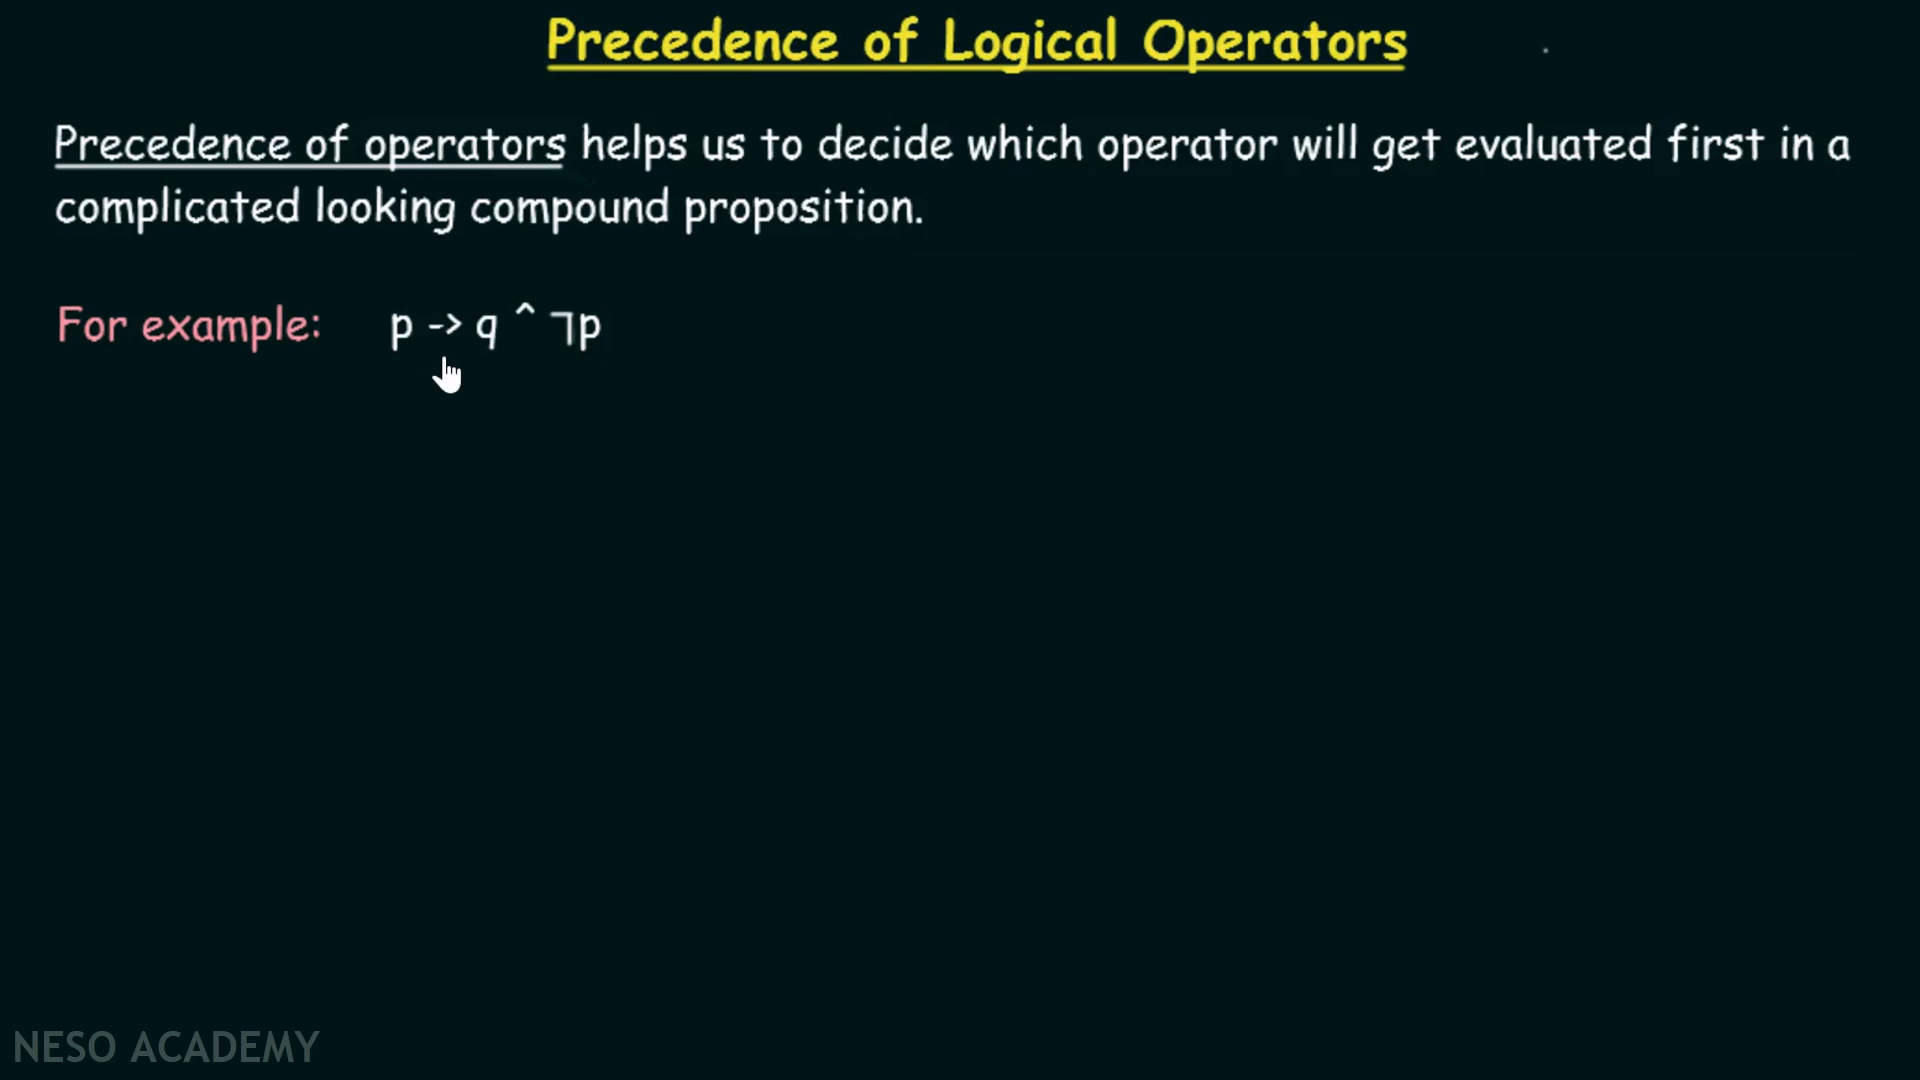 Precedence of Logical Operators
Precedence of operators helps us to decide which operator will get evaluated first in a
complicated looking compound proposition.
For example: p -> q ^ ㄱp
NESO ACADEMY